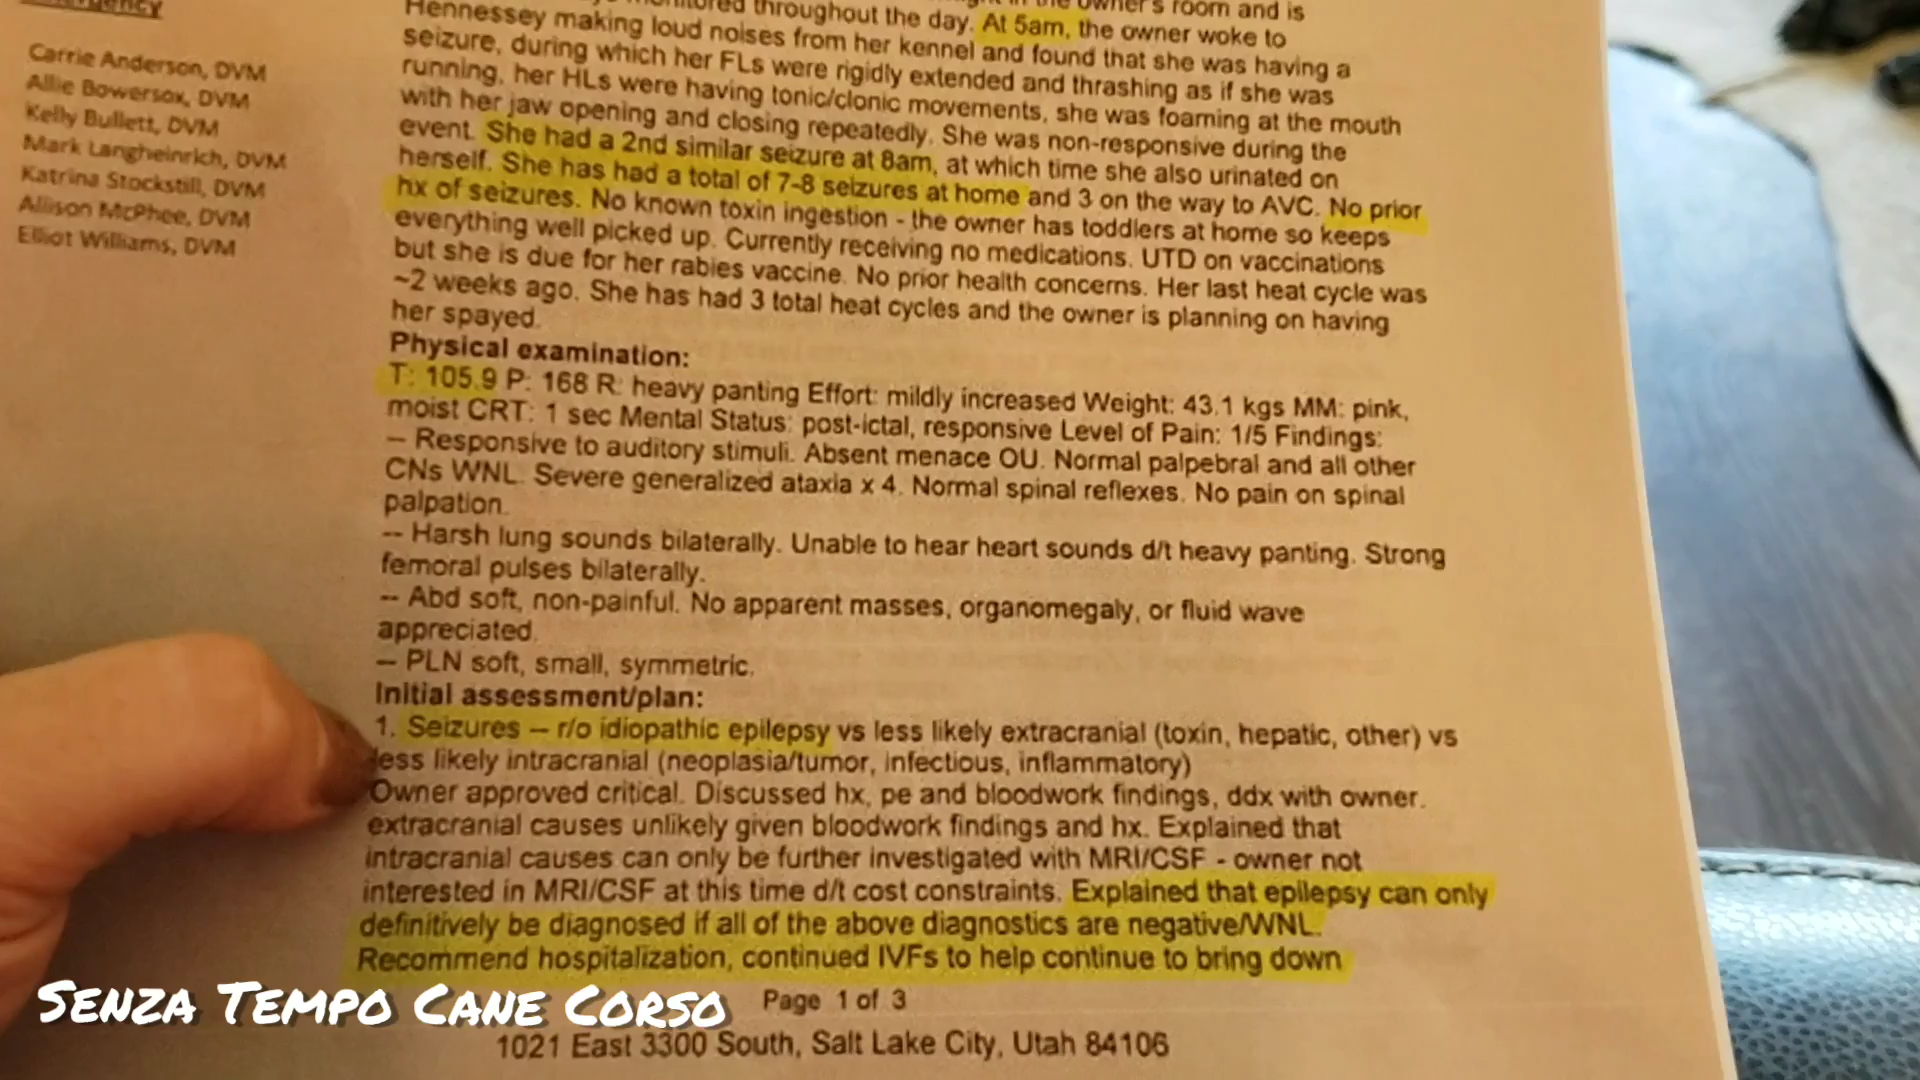 Carrie Anderson, DVM
Allie Bowersox, DVM
Kelly Bullett, DVM
Mark Langheinrich, DVM
Katrina Stockstill, DVM
Allison McPhee, DVM
Elliot Williams, DVM
owner's room and is
throughout the day. At 5am, the owner woke to
Hennessey making loud noises from her kennel and found that she was having a
seizure, during which her FLs were rigidly extended and thrashing as if she was
running, her HLs were having tonic/clonic movements, she was foaming at the mouth
with her jaw opening and closing repeatedly. She was non-responsive during the
event. She had a 2nd similar seizure at 8am, at which time she also urinated on
herself. She has had a total of 7-8 seizures at home and 3 on the way to AVC. No prior
hx of seizures. No known toxin ingestion - the owner has toddlers at home so keeps
everything well picked up. Currently receiving no medications. UTD on vaccinations
but she is due for her rabies vaccine. No prior health concerns. Her last heat cycle was
~2 weeks ago. She has had 3 total heat cycles and the owner is planning on having
her spayed.
Physical examination:
T: 105.9 P: 168 R: heavy panting Effort: mildly increased Weight: 43.1 kgs MM: pink,
moist CRT: 1 sec Mental Status: post-ictal, responsive Level of Pain: 1/5 Findings:
-- Responsive to auditory stimuli. Absent menace OU. Normal palpebral and all other
CNs WNL. Severe generalized ataxia x 4. Normal spinal reflexes. No pain on spinal
palpation.
-- Harsh lung sounds bilaterally. Unable to hear heart sounds d/t heavy panting. Strong
femoral pulses bilaterally.
-- Abd soft, non-painful. No apparent masses, organomegaly, or fluid wave
appreciated.
-- PLN soft, small, symmetric.
Initial assessment/plan:
1. Seizures -- r/o idiopathic epilepsy vs less likely extracranial (toxin, hepatic, other) vs
less likely intracranial (neoplasia/tumor, infectious, inflammatory)
Owner approved critical. Discussed hx, pe and bloodwork findings, ddx with owner.
extracranial causes unlikely given bloodwork findings and hx. Explained that
intracranial causes can only be further investigated with MRI/CSF - owner not
interested in MRI/CSF at this time d/t cost constraints. Explained that epilepsy can only
definitively be diagnosed if all of the above diagnostics are negative/WNL.
Recommend hospitalization, continued IVFs to help continue to bring down
Page 1 of 3
1021 East 3300 South, Salt Lake City, Utah 84106
Senza Tempo Cane Corso